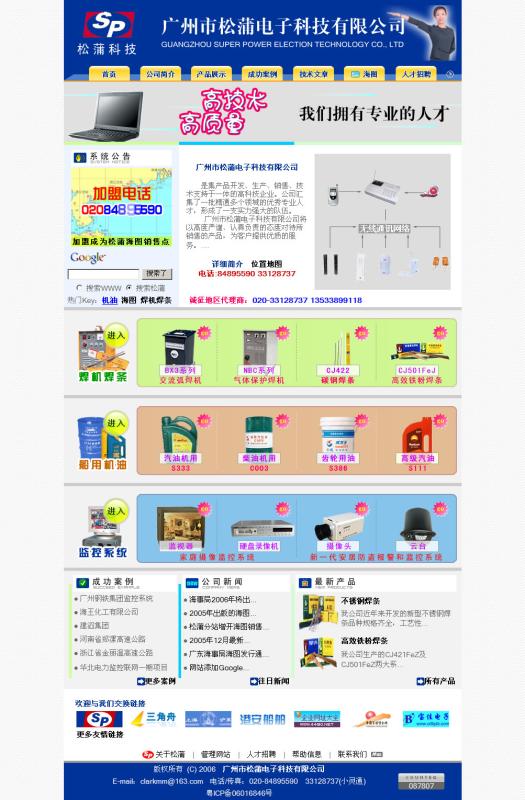 SP
松蒲科技
广州市松蒲电子科技有限公司
GUANGZHOU SUPER POWER ELECTION TECHNOLOGY CO., LTD
首页
公司简介
产品展示
成功案例
技术文章
海图
人才招聘
高技水
高质量
我们拥有专业的人才
系统公告
SYSTEM NOTICE
加盟电话
02084895590
加盟成为松蒲海图销售点
Google
搜索了
搜索WWW
搜索松蒲
热门Key:
机油 海图 焊机焊条
广州市松蒲电子科技有限公司
是集产品开发、生产、销售、技
术支持于一体的高科技企业。公司汇
集了一批精通多个领域的优秀专业人
才，形成了一支实力强大的队伍。
广州市松蒲电子科技有限公司将
以高度严谨、认真负责的态度对待所
销售的产品，为客户提供优质的服
务。....
详细简介 位置地图
电话:84895590 33128737
无线通讯网络
诚征地区代理商: 020-33128737 13533899118
进入
焊机焊条
BX3系列
交流弧焊机
NBC系列
气体保护焊机
CJ422
碳钢焊条
CJ501FeJ
高效铁粉焊条
进入
船用机油
汽油机用
S333
柴油机用
C003
齿轮用油
S386
高级汽油
S111
进入
监控系统
监视器
硬盘录像机
摄像头
云台
家庭摄像监控系统
新一代安居防盗报警和监控系统
成功案例
广州钢铁集团监控系统
海王化工有限公司
建滔集团
河南省郑漯高速公路
浙江省金丽温高速公路
华北电力监控联网一期项目
更多案例
公司新闻
COMPANY NEWS
海事局2006年将出...
2005年出版的海图...
松蒲分站增开海图销售...
2005年12月最新...
广东海事局海图发行通...
网站添加Google...
往日新闻
最新产品
不锈钢焊条
我公司近年来开发的新型不锈钢焊
条品种规格齐全，工艺性...
高效铁粉焊条
我公司生产的CJ421FeZ及
CJ501FeZ两大系...
所有产品
欢迎与我们交换链接
SP
三角舟
港安船舶
企业网址大全
宝佳电子
更多友情链接
关于松蒲 | 管理网站 | 人才招聘 | 帮助信息 | 联系我们
版权所有 (C) 2006 广州市松蒲电子科技有限公司
E-mail: clarkmm@163.com 电话/传真: 020-84895590 33128737(小灵通)
粤ICP备06016846号
COUNTER
087807